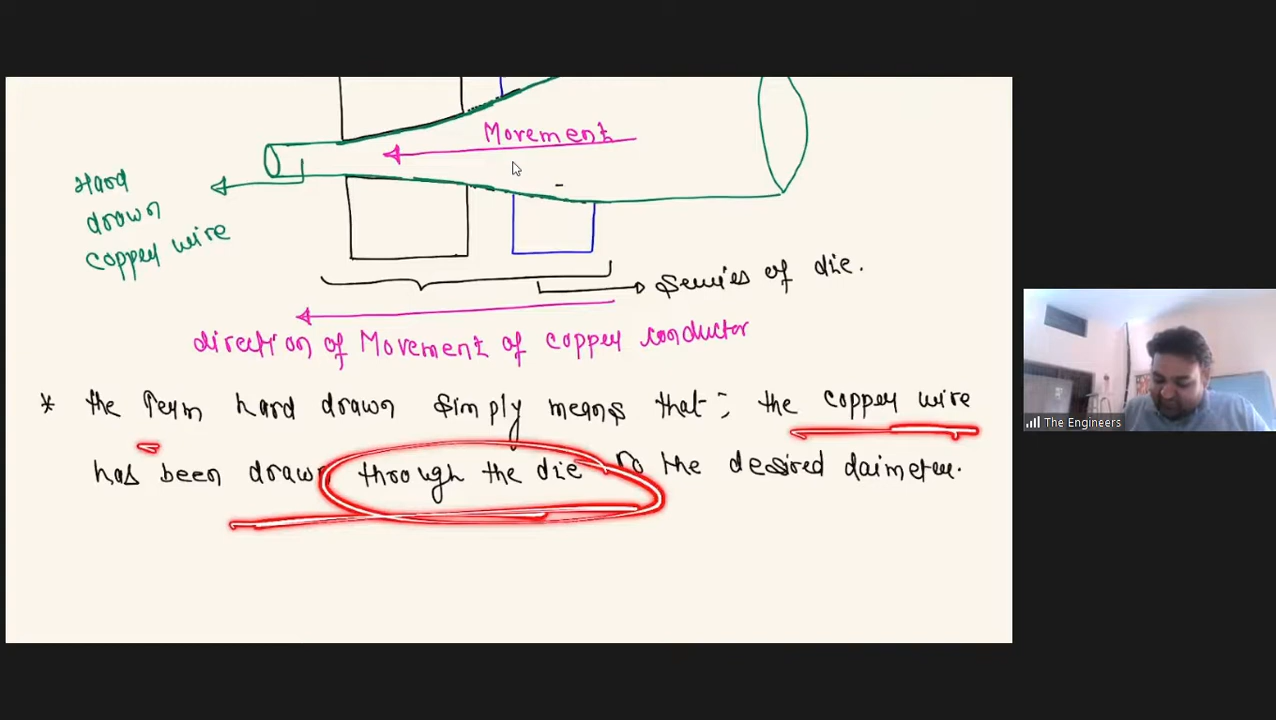 Movement
Hard
drawn
copper wire
Series of die.
direction of Movement of copper conductor
* the Term hard drawn simply means that; the copper wire
has been drawn through the die to the desired daimeter.
The Engineers